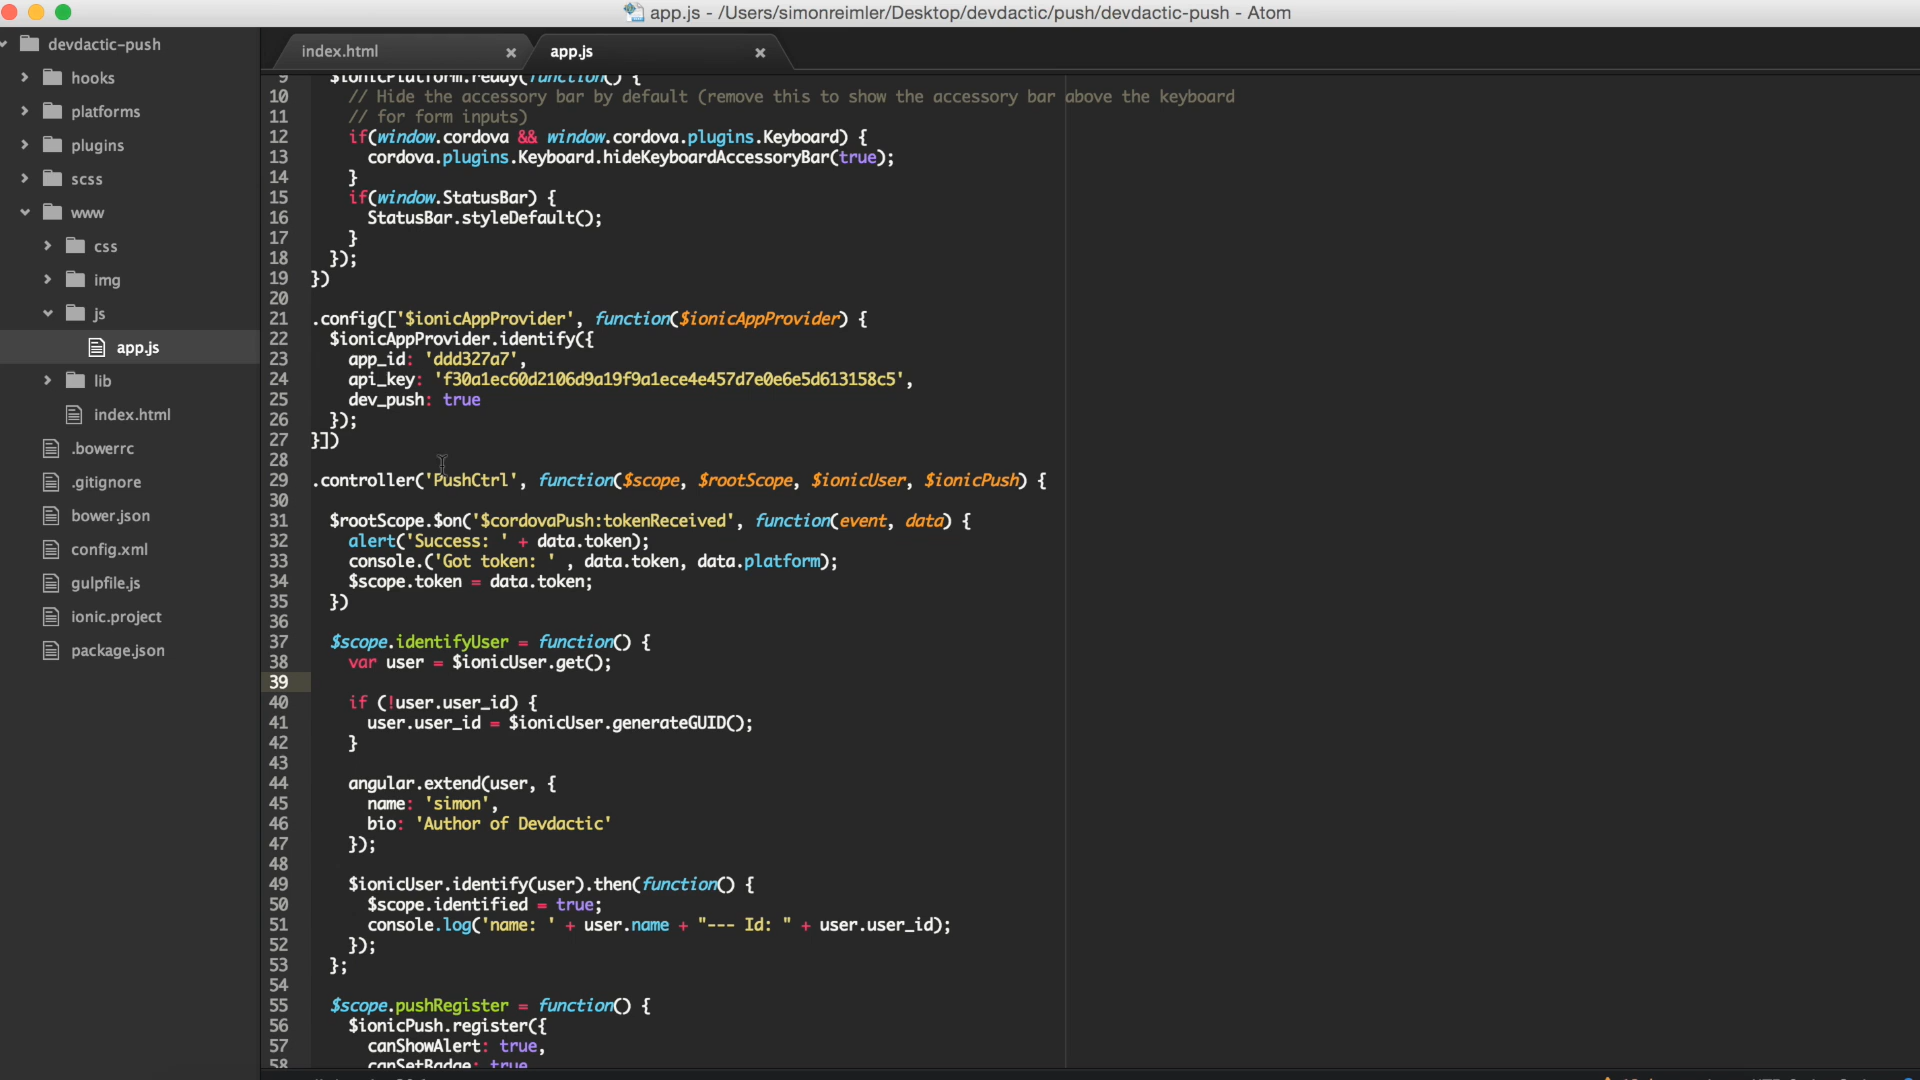 app.js - /Users/simonreimler/Desktop/devdactic/push/devdactic-push - Atom
devdactic-push
hooks
platforms
plugins
scss
www
css
img
js
app.js
lib
index.html
.bowerrc
.gitignore
bower.json
config.xml
gulpfile.js
ionic.project
package.json
index.html
app.js
9 $ionicPlatform.ready(function() {
10 // Hide the accessory bar by default (remove this to show the accessory bar above the keyboard
11 // for form inputs)
12 if(window.cordova && window.cordova.plugins.Keyboard) {
13 cordova.plugins.Keyboard.hideKeyboardAccessoryBar(true);
14 }
15 if(window.StatusBar) {
16 StatusBar.styleDefault();
17 }
18 });
19 })
20
21 .config(['$ionicAppProvider', function($ionicAppProvider) {
22 $ionicAppProvider.identify({
23 app_id: 'ddd327a7',
24 api_key: 'f30a1ec60d2106d9a19f9a1ece4e457d7e0e6e5d613158c5',
25 dev_push: true
26 });
27 }])
28
29 .controller('PushCtrl', function($scope, $rootScope, $ionicUser, $ionicPush) {
30
31 $rootScope.$on('$cordovaPush:tokenReceived', function(event, data) {
32 alert('Success: ' + data.token);
33 console.('Got token: ' , data.token, data.platform);
34 $scope.token = data.token;
35 })
36
37 $scope.identifyUser = function() {
38 var user = $ionicUser.get();
39
40 if (!user.user_id) {
41 user.user_id = $ionicUser.generateGUID();
42 }
43
44 angular.extend(user, {
45 name: 'simon',
46 bio: 'Author of Devdactic'
47 });
48
49 $ionicUser.identify(user).then(function() {
50 $scope.identified = true;
51 console.log('name: ' + user.name + "--- Id: " + user.user_id);
52 });
53 };
54
55 $scope.pushRegister = function() {
56 $ionicPush.register({
57 canShowAlert: true,
58 canSetBadge: true